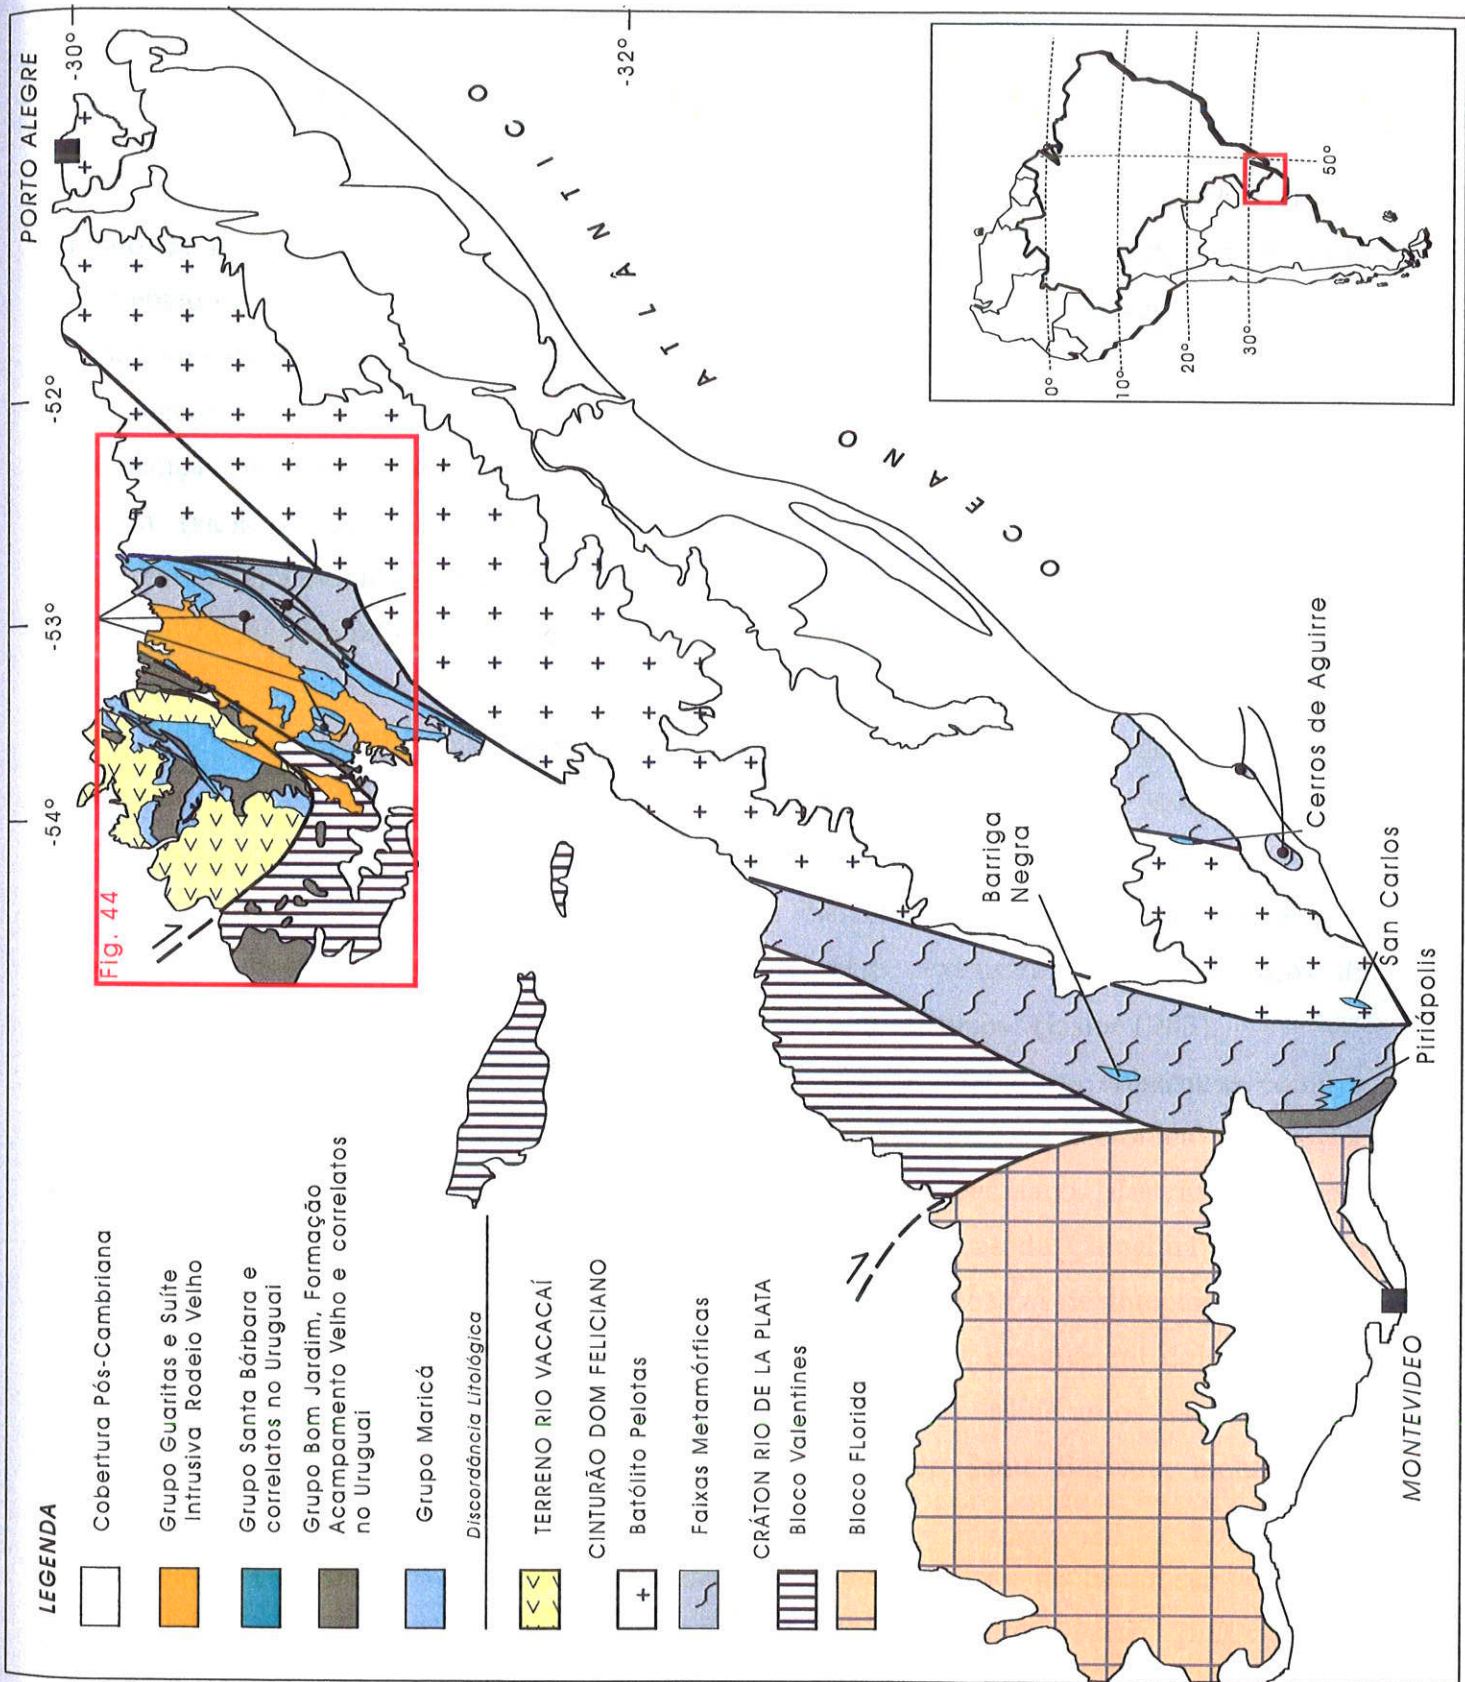 LEGENDA
Cobertura Pós-Cambriana
Grupo Guaritas e Suíte
Intrusiva Rodeio Velho
Grupo Santa Bárbara e
correlatos no Uruguai
Grupo Bom Jardim, Formação
Acampamento Velho e correlatos
no Uruguai
Grupo Maricá
Discordância Litológica
TERRENO RIO VACACAÍ
CINTURÃO DOM FELICIANO
Batólito Pelotas
Faixas Metamórficas
CRÁTON RIO DE LA PLATA
Bloco Valentines
Bloco FLorida
-54°
-53°
-52°
PORTO ALEGRE
-30°
-32°
Fig. 44
OCEANO ATLÂNTICO
Barriga
Negra
Cerros de Aguirre
San Carlos
Piriápolis
MONTEVIDEO
0°
10°
20°
30°
50°